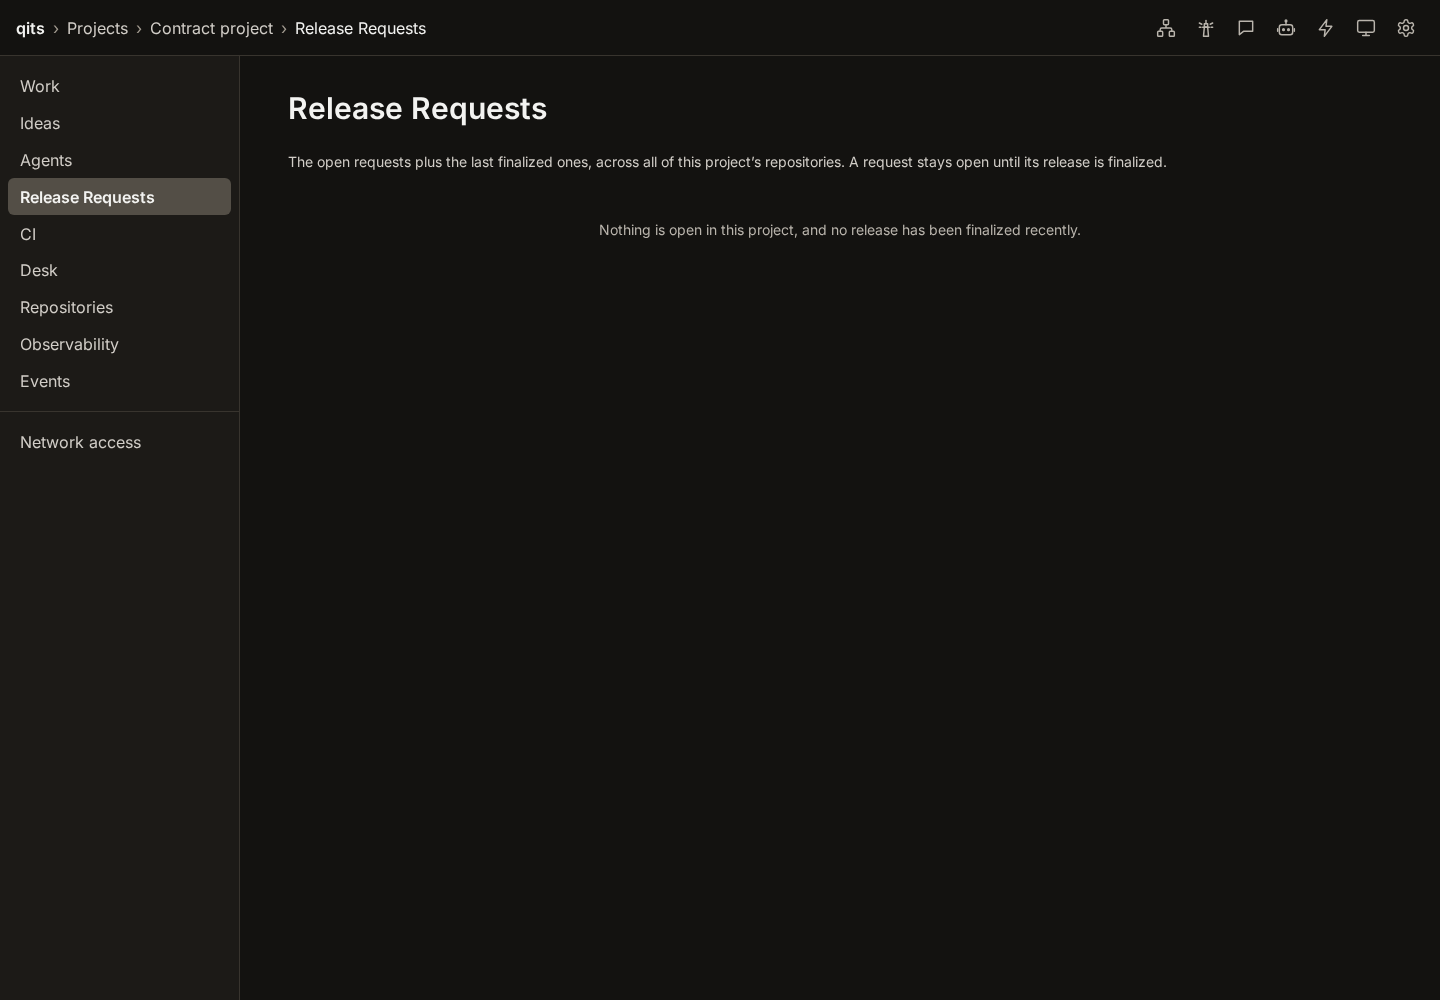 qits › Projects › Contract project › Release Requests
Work
Ideas
Agents
Release Requests
CI
Desk
Repositories
Observability
Events
Network access
Release Requests
The open requests plus the last finalized ones, across all of this project’s repositories. A request stays open until its release is finalized.
Nothing is open in this project, and no release has been finalized recently.